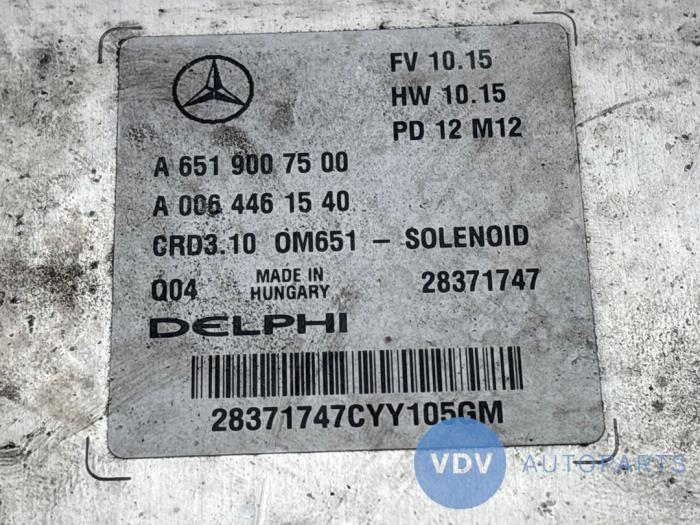 FV 10.15
HW 10.15
PD 12 M12
A 651 900 75 00
A 006 446 15 40
CRD3.10 OM651 – SOLENOID
Q04 MADE IN HUNGARY 28371747
DELPHI
28371747CYY105GM
VDV AUTOPARTS